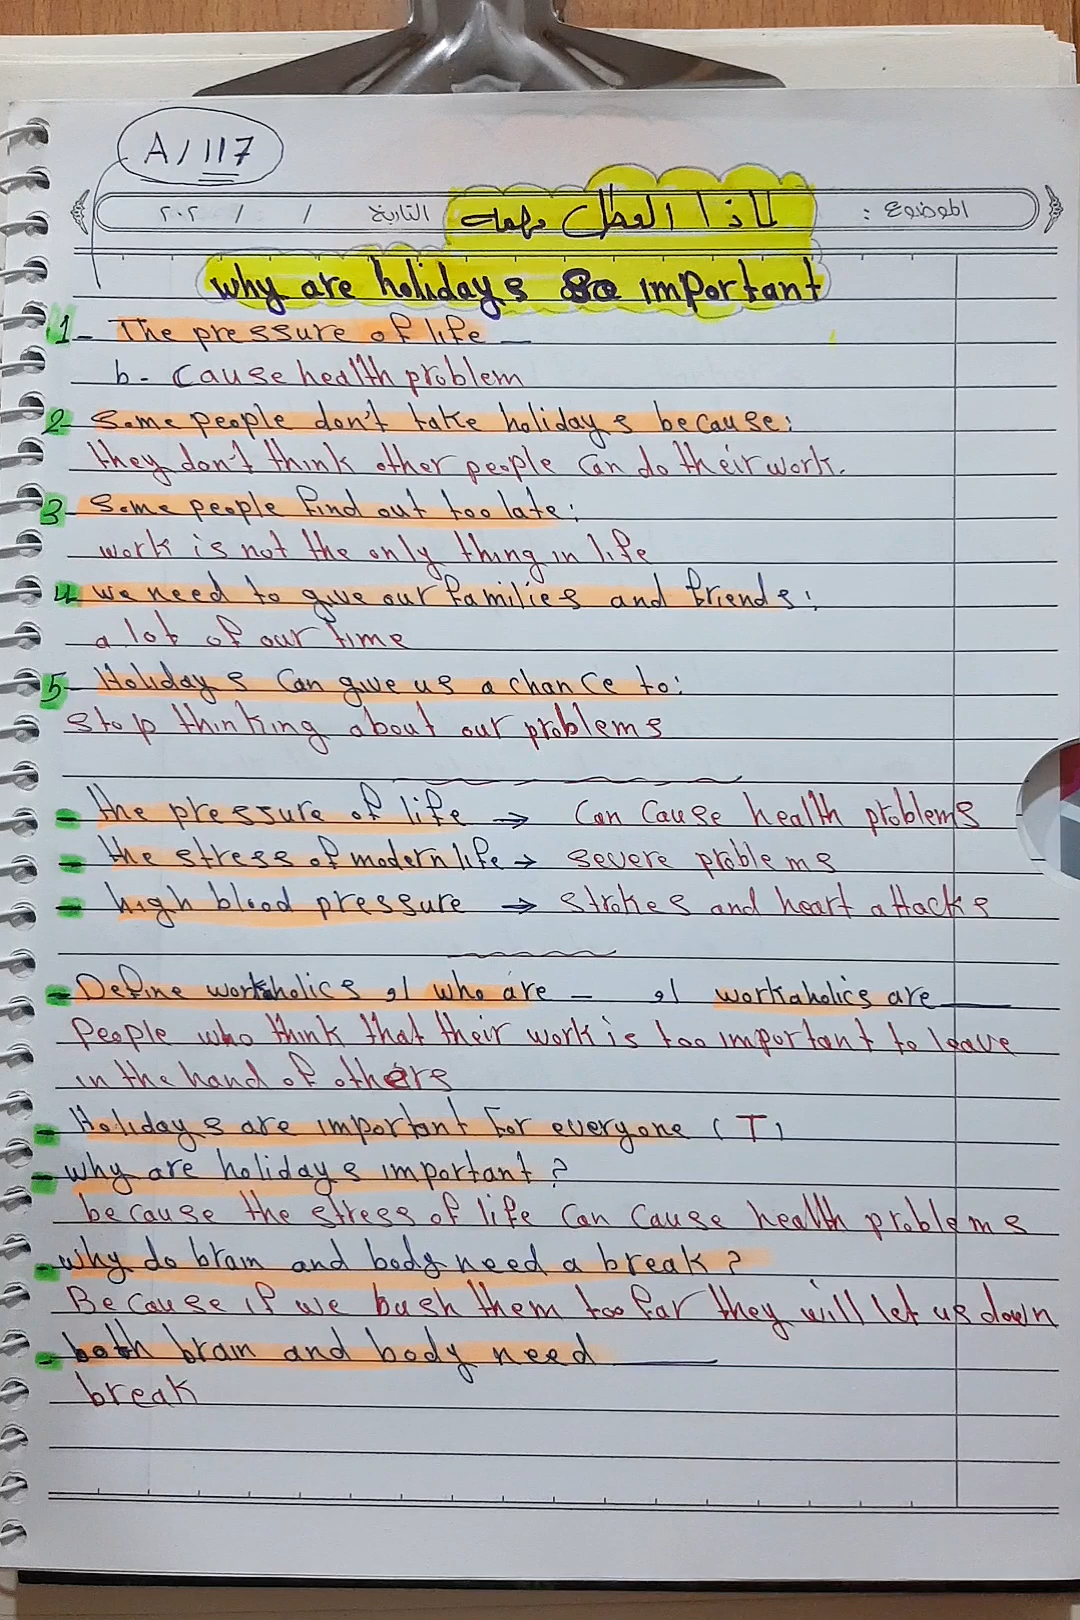 A/117
الموضوع : لماذا العطل مهمه التاريخ / / ٢٠٢
why are holidays so important
1- The pressure of life _
b- cause health problem
2- Some people don't take holidays because:
they don't think other people can do their work.
3- Some people find out too late:
work is not the only thing in life
4- we need to give our families and friends:
a lot of our time
5- Holidays can give us a chance to:
stop thinking about our problems
- the pressure of life → Can Cause health problems
- the stress of modern life → severe problems
- high blood pressure → strokes and heart attacks
- Define workaholics او who are _ او workaholics are ____
People who think that their work is too important to leave
in the hand of others
- Holidays are important for everyone (T)
- why are holidays important?
because the stress of life can cause health problems
- why do brain and body need a break?
Because if we bush them too far they will let us down
- both brain and body need ____
break